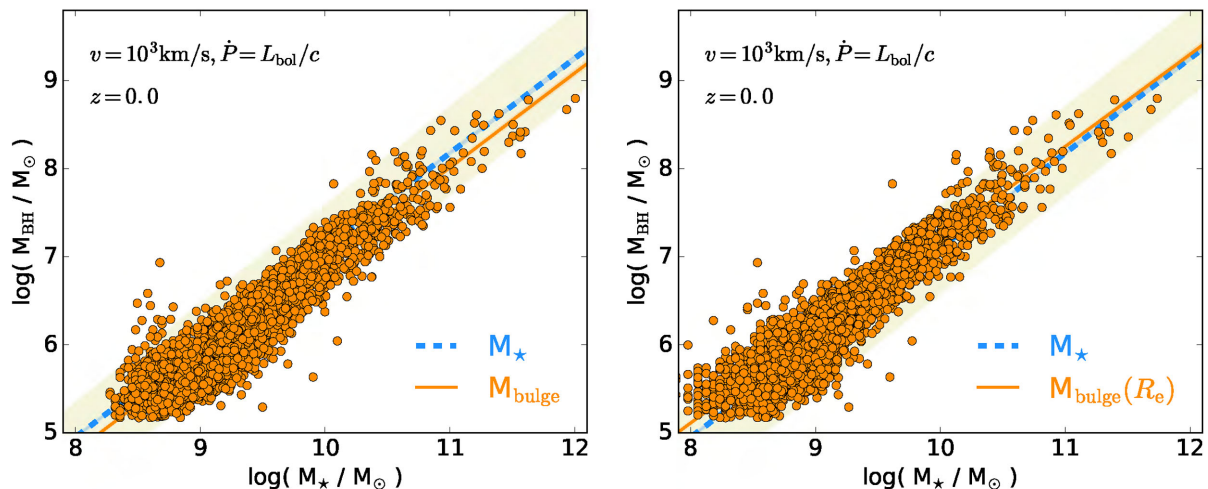 v = 10³km/s, Ṗ = L_bol/c
z = 0.0
log( M_BH / M_⊙ )
9
8
7
6
5
M_⋆
M_bulge
8 9 10 11 12
log( M_⋆ / M_⊙ )
v = 10³km/s, Ṗ = L_bol/c
z = 0.0
log( M_BH / M_⊙ )
9
8
7
6
5
M_⋆
M_bulge(R_e)
8 9 10 11 12
log( M_⋆ / M_⊙ )